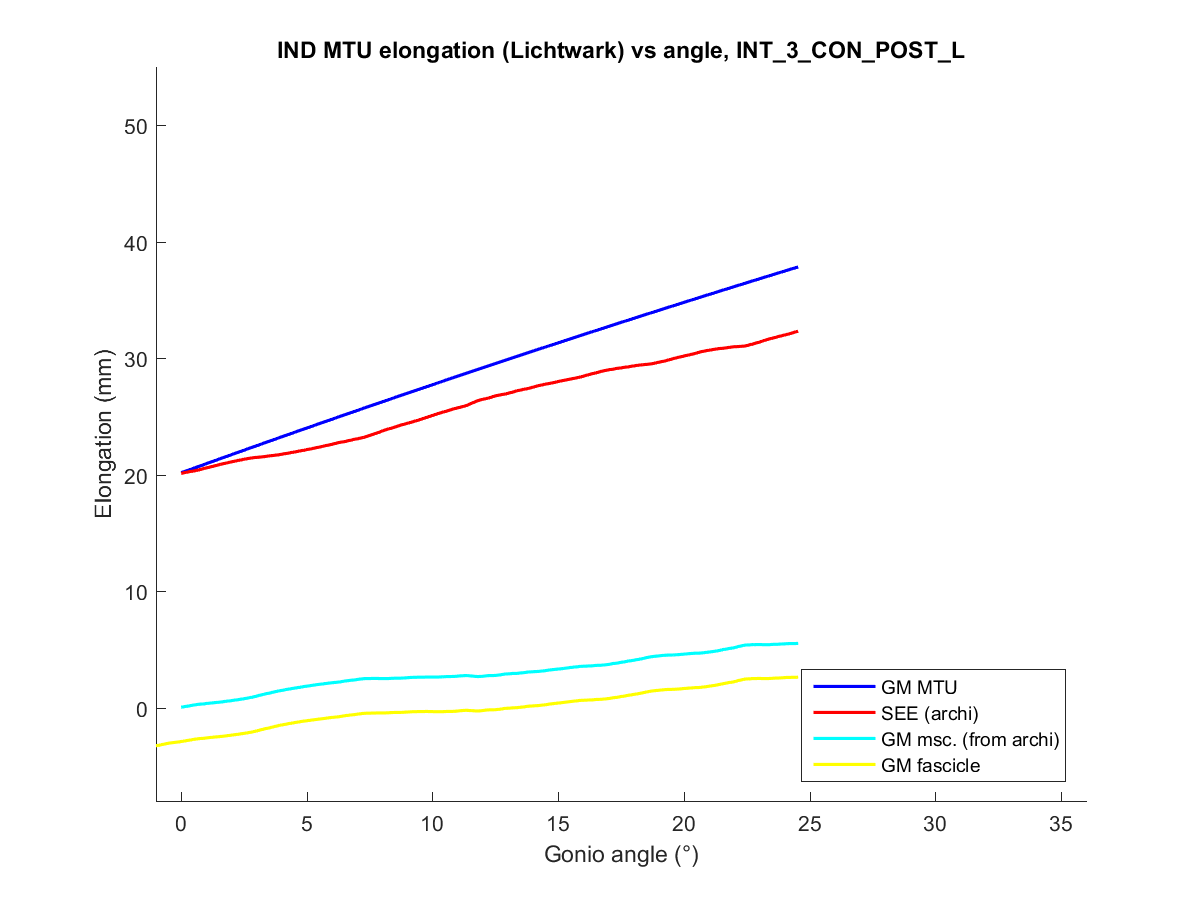 IND MTU elongation (Lichtwark) vs angle, INT_3_CON_POST_L
50
40
30
20
10
0
Elongation (mm)
0 5 10 15 20 25 30 35
Gonio angle (°)
GM MTU
SEE (archi)
GM msc. (from archi)
GM fascicle